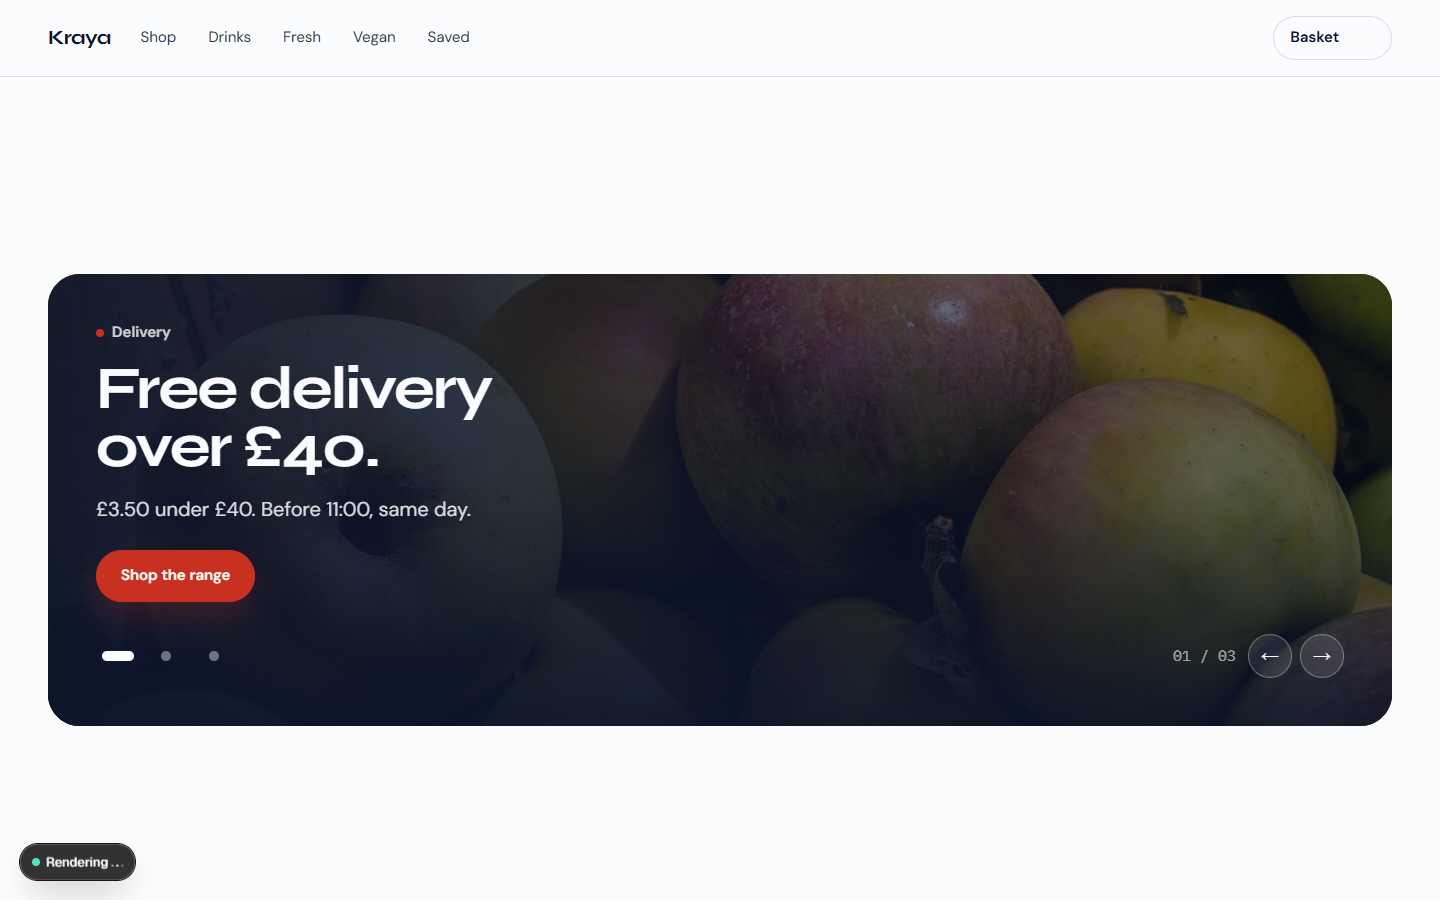 Kraya
Shop
Drinks
Fresh
Vegan
Saved
Basket
Delivery
Free delivery
over £40.
£3.50 under £40. Before 11:00, same day.
Shop the range
01 / 03
← →
Rendering ...